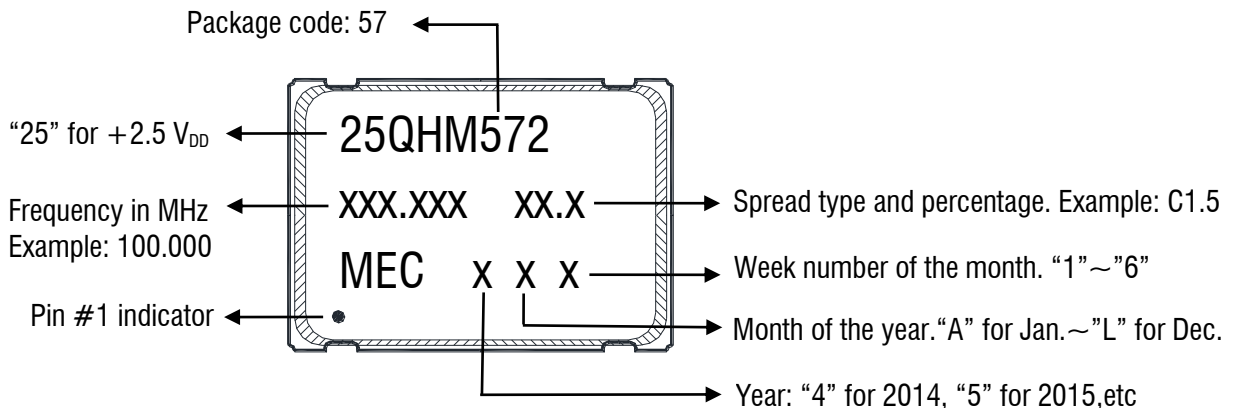 Package code: 57
“25” for +2.5 VDD
25QHM572
Frequency in MHz
Example: 100.000
XXX.XXX XX.X
Spread type and percentage. Example: C1.5
MEC X X X
Week number of the month. “1”~”6”
Pin #1 indicator
Month of the year.“A” for Jan.~”L” for Dec.
Year: “4” for 2014, “5” for 2015,etc